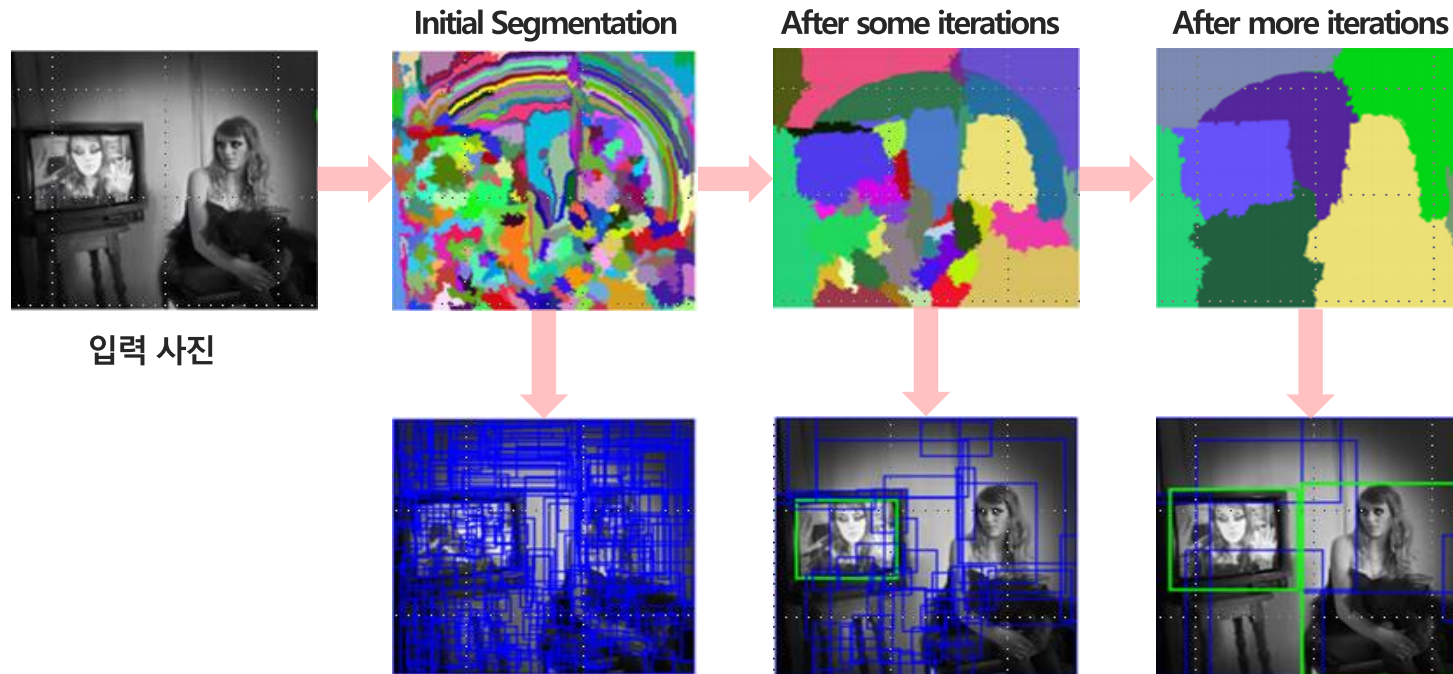 Initial Segmentation
After some iterations
After more iterations
입력 사진